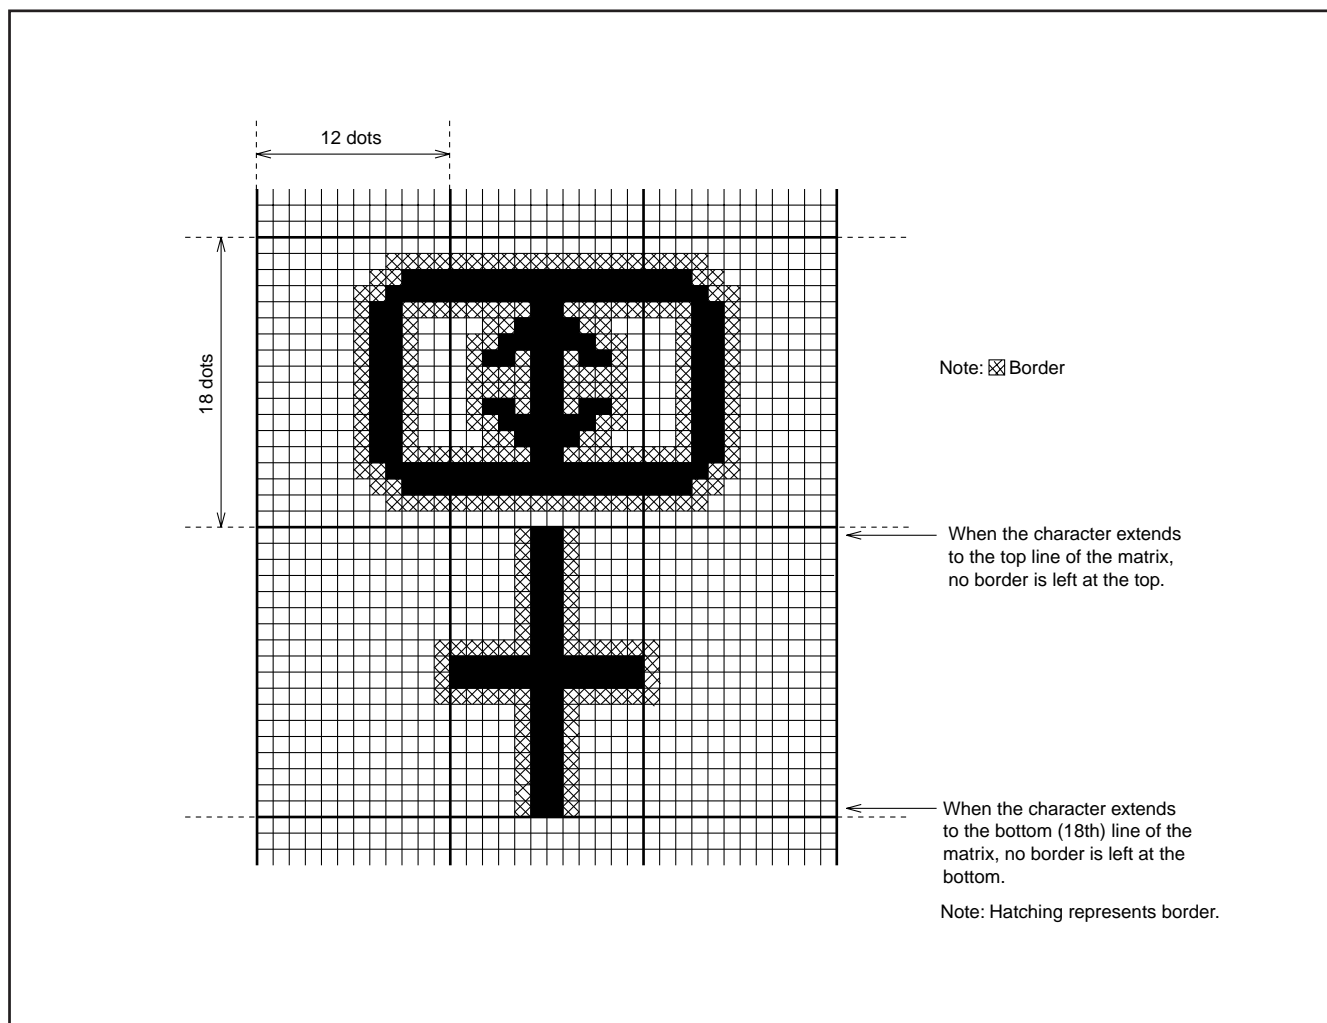 12 dots
18 dots
Note: Border
When the character extends
to the top line of the matrix,
no border is left at the top.
When the character extends
to the bottom (18th) line of the
matrix, no border is left at the
bottom.
Note: Hatching represents border.